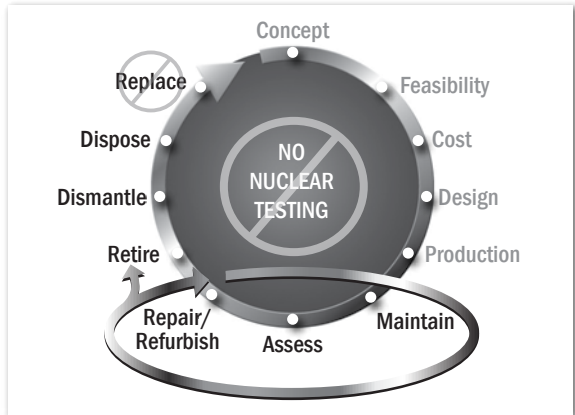 Concept
Replace
Feasibility
Dispose
Cost
NO
NUCLEAR
TESTING
Dismantle
Design
Retire
Production
Repair/
Refurbish
Maintain
Assess